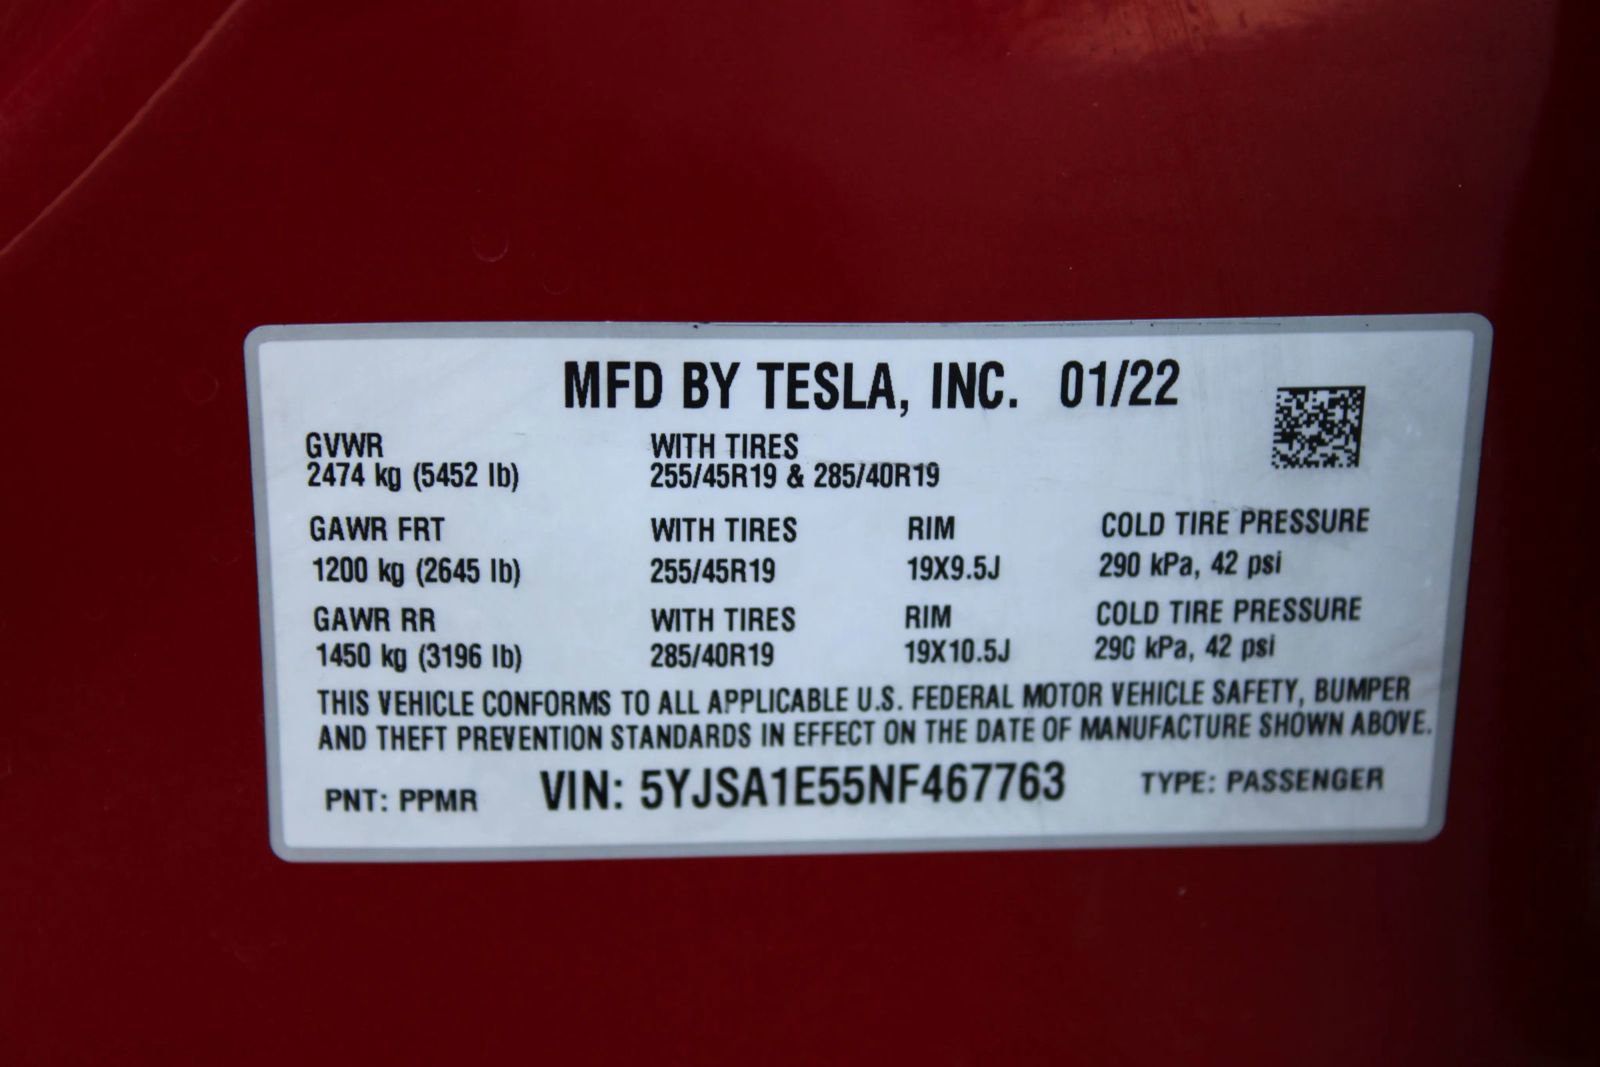 MFD BY TESLA, INC. 01/22
GVWR WITH TIRES
2474 kg (5452 lb) 255/45R19 & 285/40R19
GAWR FRT WITH TIRES RIM COLD TIRE PRESSURE
1200 kg (2645 lb) 255/45R19 19X9.5J 290 kPa, 42 psi
GAWR RR WITH TIRES RIM COLD TIRE PRESSURE
1450 kg (3196 lb) 285/40R19 19X10.5J 290 kPa, 42 psi
THIS VEHICLE CONFORMS TO ALL APPLICABLE U.S. FEDERAL MOTOR VEHICLE SAFETY, BUMPER
AND THEFT PREVENTION STANDARDS IN EFFECT ON THE DATE OF MANUFACTURE SHOWN ABOVE.
PNT: PPMR VIN: 5YJSA1E55NF467763 TYPE: PASSENGER